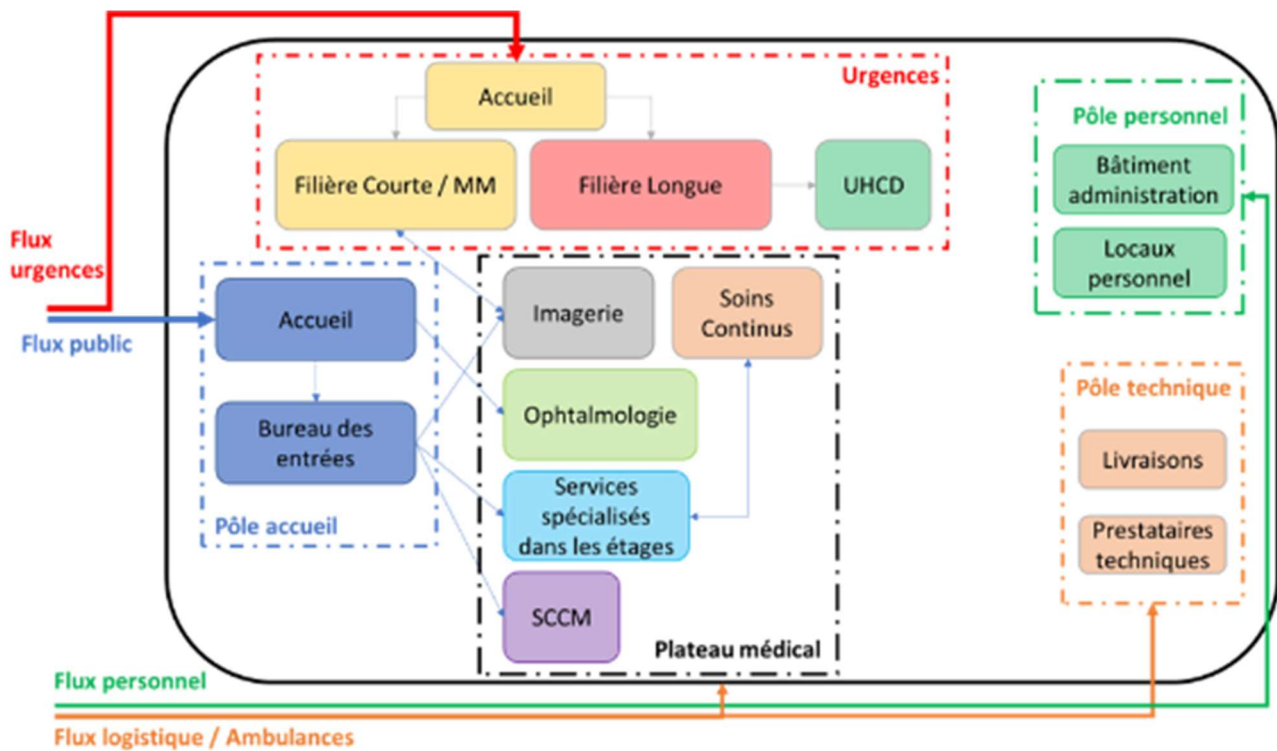 Urgences
Accueil
Filière Courte / MM
Filière Longue
UHCD
Pôle personnel
Bâtiment
administration
Locaux
personnel
Flux
urgences
Flux public
Accueil
Bureau des
entrées
Pôle accueil
Imagerie
Soins
Continus
Ophtalmologie
Services
spécialisés
dans les étages
SCCM
Plateau médical
Pôle technique
Livraisons
Prestataires
techniques
Flux personnel
Flux logistique / Ambulances